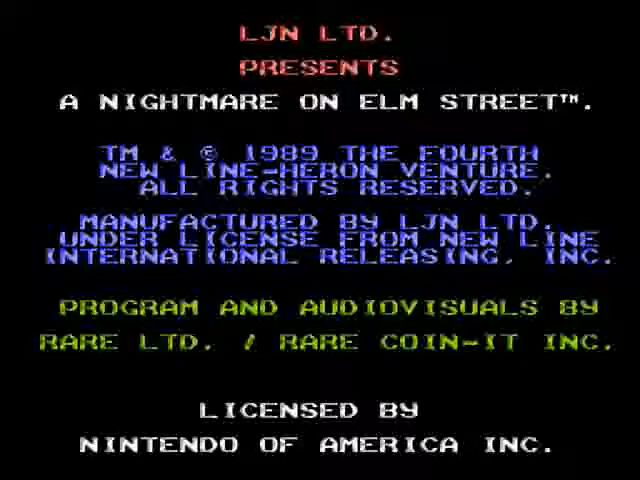 LJN LTD.
PRESENTS
A NIGHTMARE ON ELM STREET™.
TM & © 1989 THE FOURTH
NEW LINE-HERON VENTURE.
ALL RIGHTS RESERVED.
MANUFACTURED BY LJN LTD.
UNDER LICENSE FROM NEW LINE
INTERNATIONAL RELEASING, INC.
PROGRAM AND AUDIOVISUALS BY
RARE LTD. / RARE COIN-IT INC.
LICENSED BY
NINTENDO OF AMERICA INC.